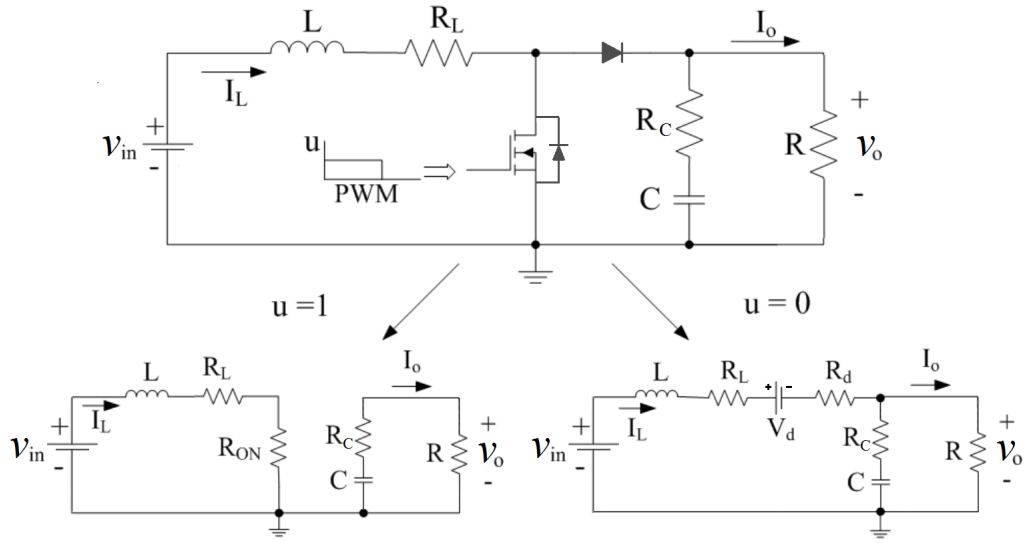 L
R_L
I_o
I_L
R_C
+
v_in
-
u
PWM
R
+
v_o
-
C
u =1
u = 0
L
R_L
I_o
+
I_L
v_in
-
R_ON
R_C
C
R
+
v_o
-
L
R_L
+ -
V_d
R_d
I_o
+
I_L
v_in
-
R_C
C
R
+
v_o
-